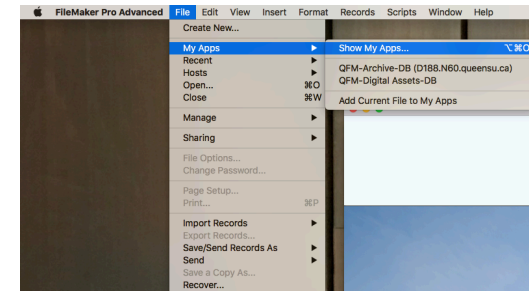 FileMaker Pro Advanced File Edit View Insert Format Records Scripts Window Help
Create New...
My Apps ▶
Show My Apps... ⌥⌘O
Recent ▶
QFM-Archive-DB (D188.N60.queensu.ca)
Hosts ▶
QFM-Digital Assets-DB
Open... ⌘O
Close ⌘W
Add Current File to My Apps
Manage ▶
Sharing ▶
File Options...
Change Password...
Page Setup...
Print... ⌘P
Import Records ▶
Export Records...
Save/Send Records As ▶
Send ▶
Save a Copy As...
Recover...